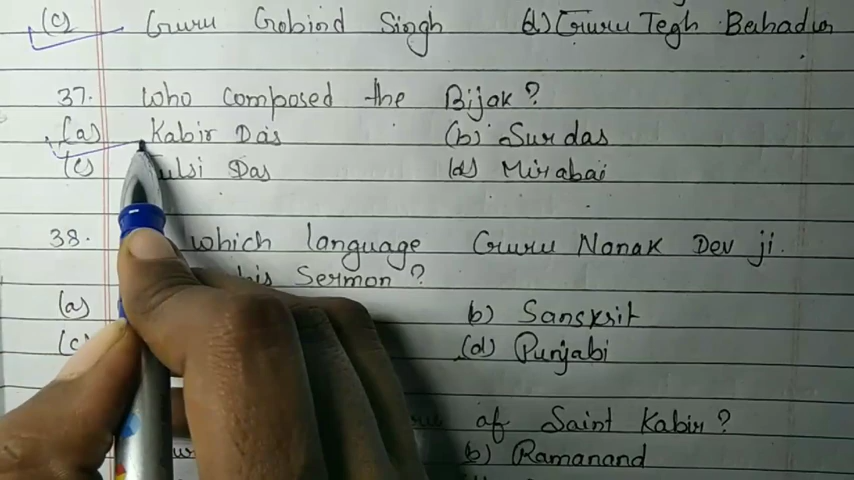 (c) Guru Gobind Singh (d) Guru Tegh Bahadur
37. Who composed the Bijak?
(a) Kabir Das (b) Surdas
(c) Tulsi Das (d) Mirabai
38. which language Guru Nanak Dev ji.
his Sermon?
(a) b) Sanskrit
(c) (d) Punjabi
of Saint Kabir?
(b) Ramanand